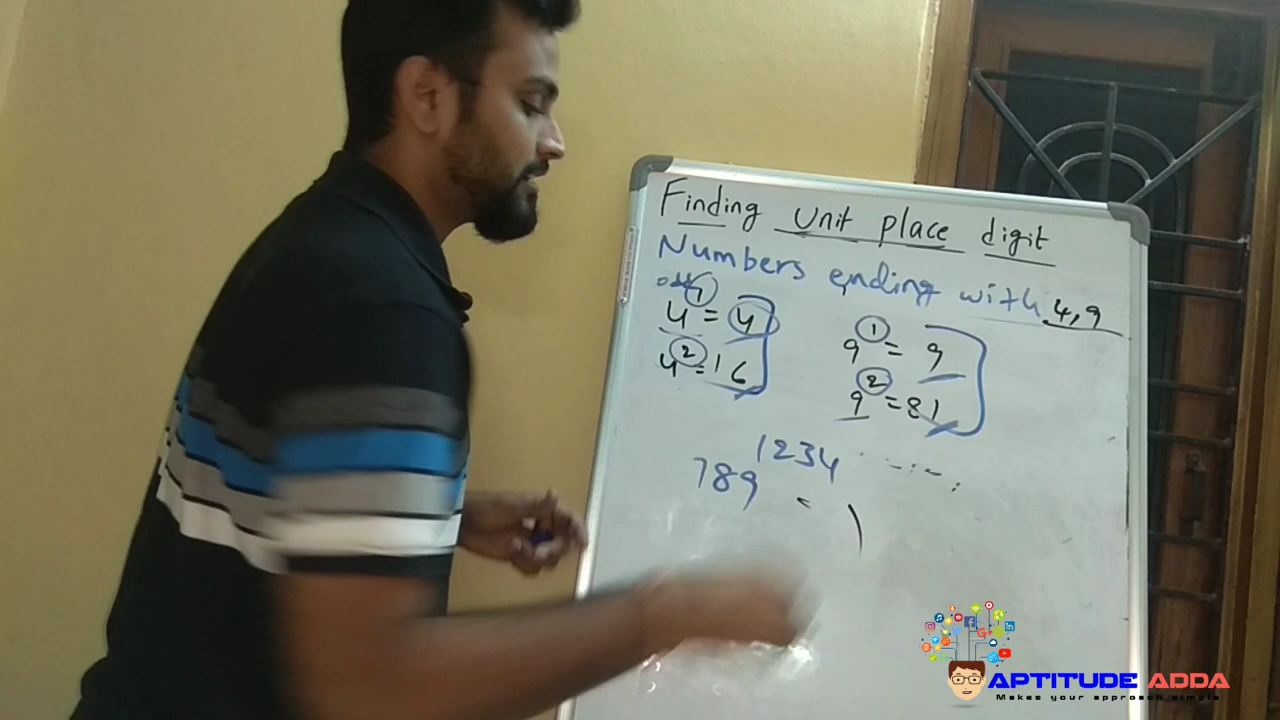 Finding Unit place digit
Numbers ending with 4,9
odd
4¹ = 4
4² = 16
9¹ = 9
9² = 81
789¹²³⁴
APTITUDE ADDA
Makes your approch simple